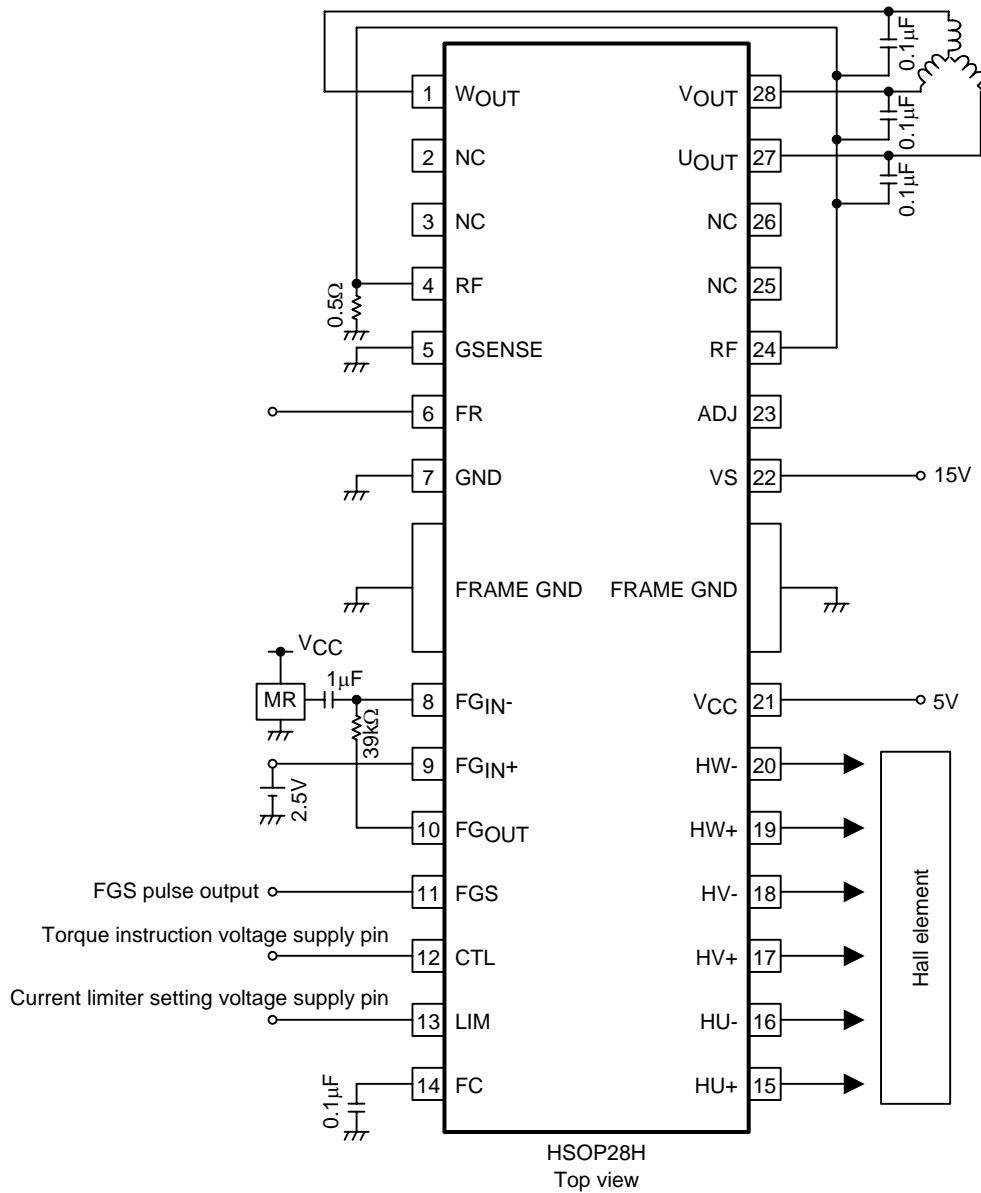 0.1µF
1 WOUT VOUT 28
0.1µF
2 NC UOUT 27
0.1µF
3 NC NC 26
4 RF NC 25
0.5Ω
5 GSENSE RF 24
6 FR ADJ 23
7 GND VS 22 15V
FRAME GND FRAME GND
VCC
MR 1µF 8 FGIN- VCC 21 5V
39kΩ
9 FGIN+ HW- 20
2.5V
10 FGOUT HW+ 19
FGS pulse output 11 FGS HV- 18
Torque instruction voltage supply pin 12 CTL HV+ 17
Current limiter setting voltage supply pin 13 LIM HU- 16
14 FC HU+ 15
0.1µF
Hall element
HSOP28H
Top view